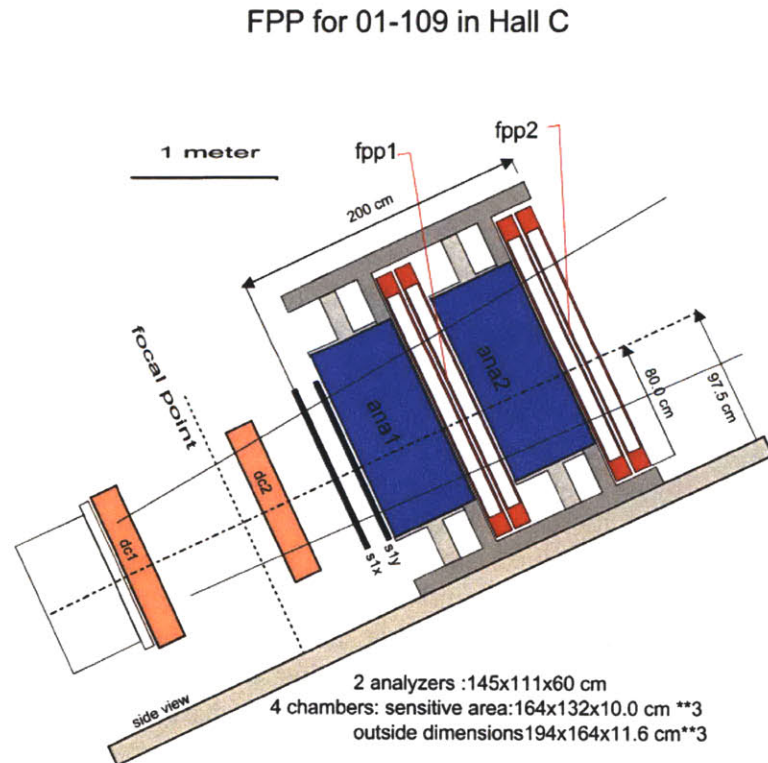 FPP for 01-109 in Hall C
fpp2
fpp1
1 meter
200 cm
focal point
ana2
ana1
80.0 cm
97.5 cm
dc2
dc1
s1x
s1y
side view
2 analyzers :145x111x60 cm
4 chambers: sensitive area:164x132x10.0 cm **3
outside dimensions194x164x11.6 cm**3